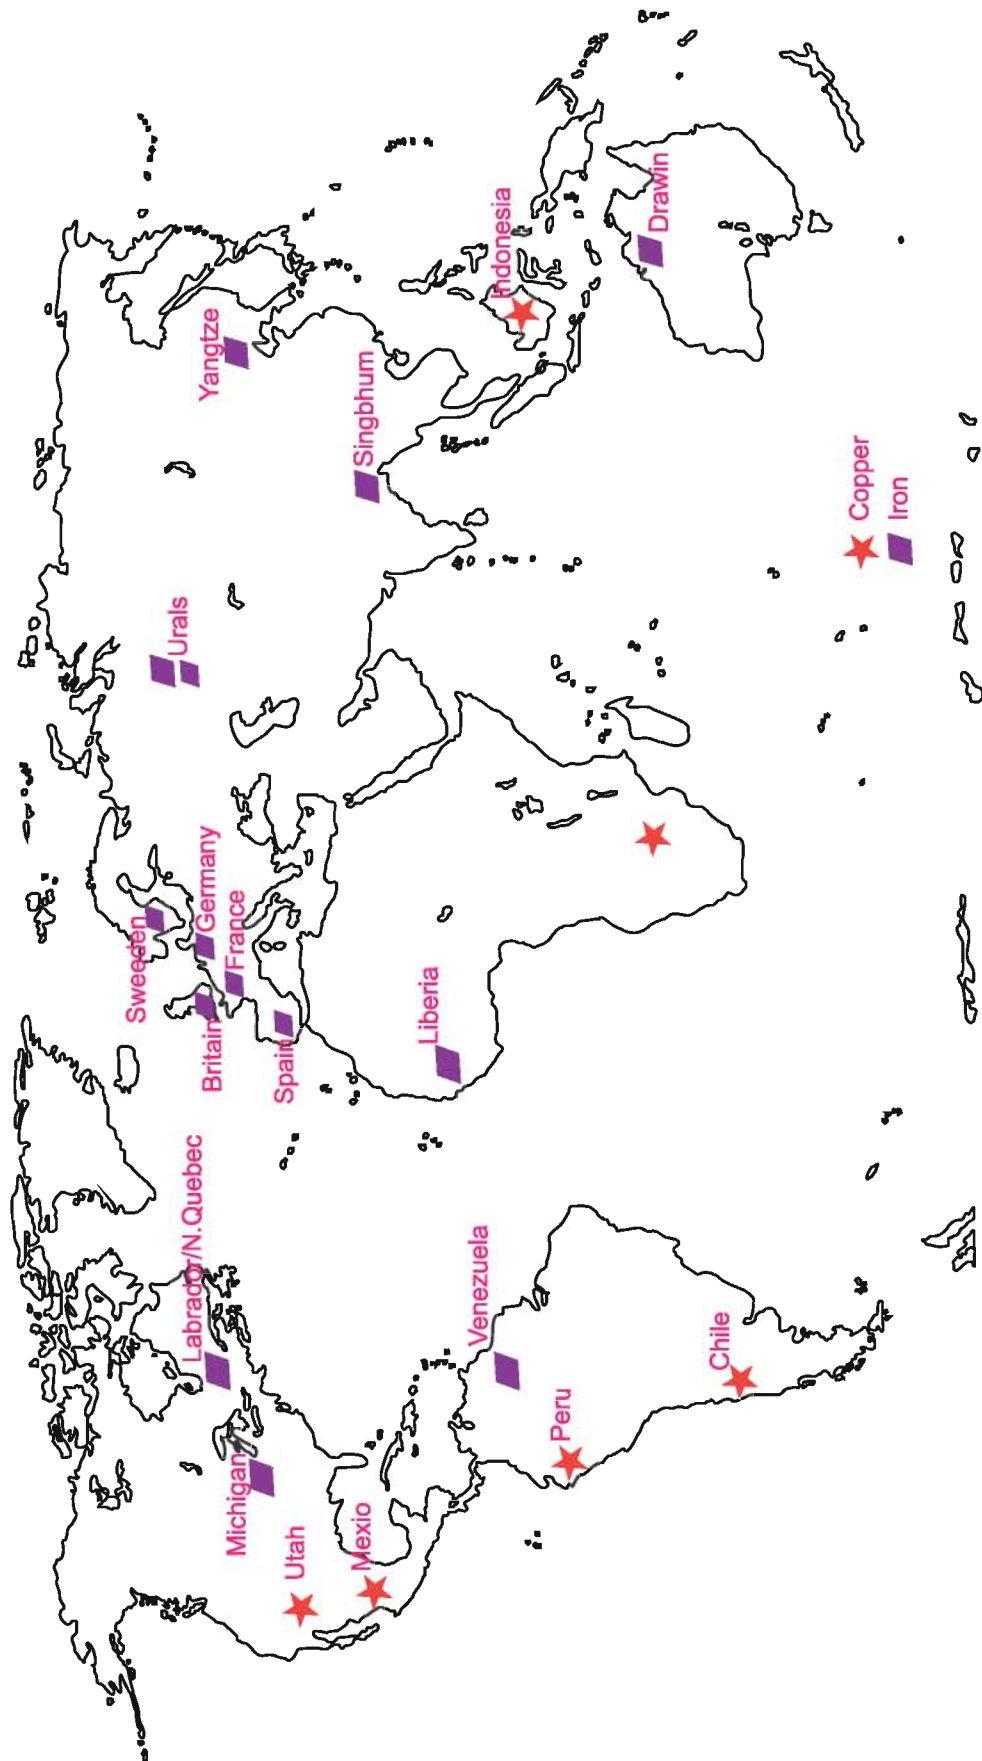 Sweeden
Germany
Britain
France
Spain
Urals
Yangtze
Labrador/N.Quebec
Michigan
Utah
Mexio
Singbhum
Liberia
Indonesia
Venezuela
Peru
Drawin
Chile
Copper
Iron